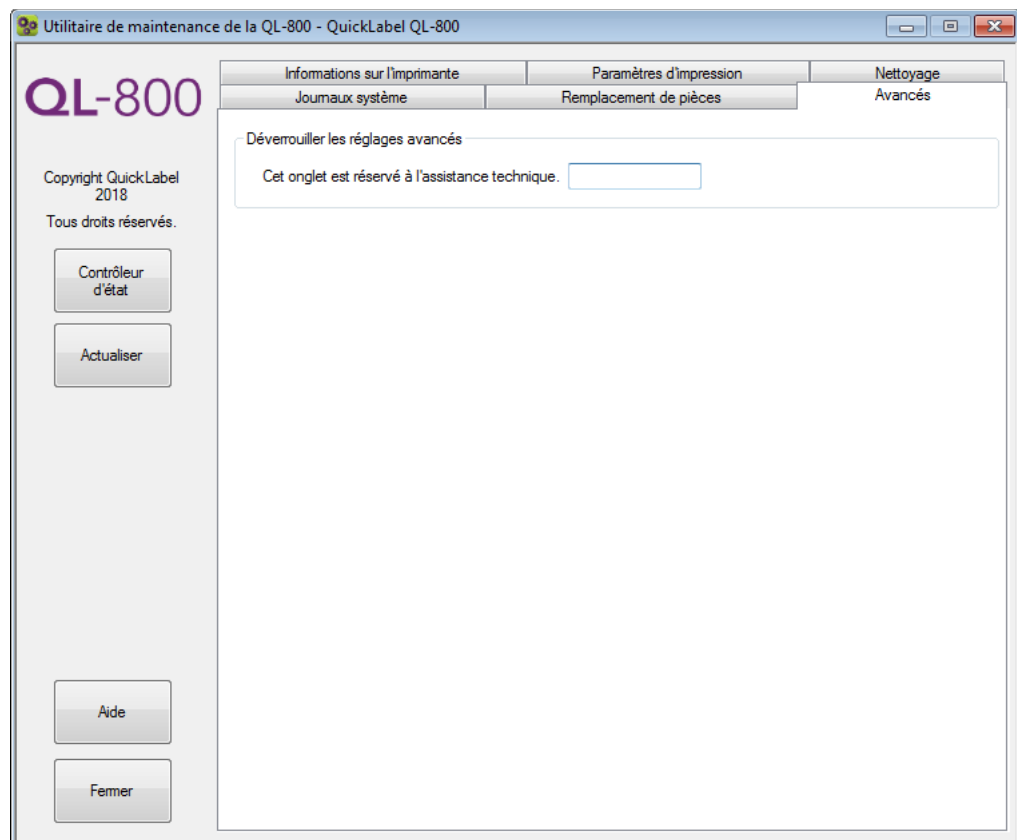 Utilitaire de maintenance de la QL-800 - QuickLabel QL-800
QL-800
Copyright QuickLabel
2018
Tous droits réservés.
Contrôleur
d'état
Actualiser
Aide
Fermer
Informations sur l'imprimante
Paramètres d'impression
Nettoyage
Journaux système
Remplacement de pièces
Avancés
Déverrouiller les réglages avancés
Cet onglet est réservé à l'assistance technique.